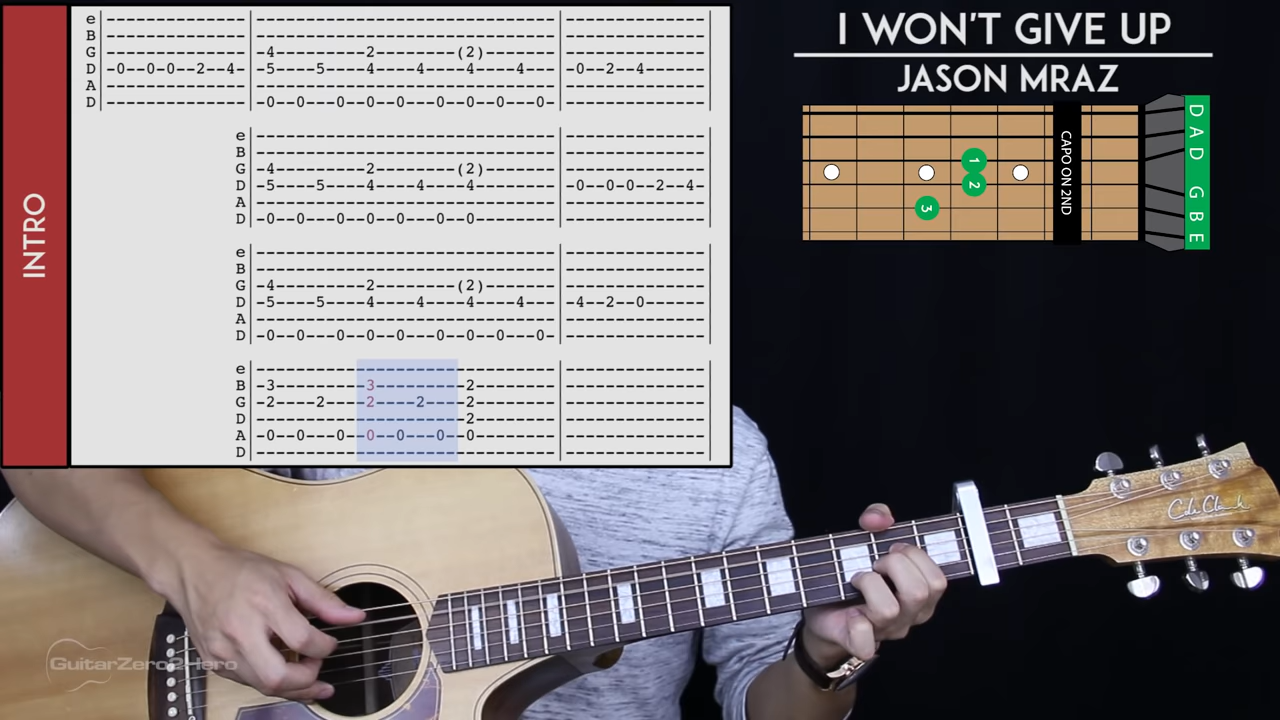 INTRO
e ---------------- ------------------------------- ---------------
B ---------------- ------------------------------- ---------------
G ---------------- -4---------2---------(2)------- ---------------
D -0--0-0--2--4- -5----5----4----4----4----4--- -0--2--4-------
A ---------------- ------------------------------- ---------------
D ---------------- -0--0---0--0--0---0--0--0---0- ---------------
e ------------------------------- ---------------
B ------------------------------- ---------------
G -4---------2---------(2)------- ---------------
D -5----5----4----4----4--------- -0--0-0--2--4-
A ------------------------------- ---------------
D -0--0---0--0--0---0--0--------- ---------------
e ------------------------------- ---------------
B ------------------------------- ---------------
G -4---------2---------(2)------- ---------------
D -5----5----4----4----4----4--- -4--2--0-------
A ------------------------------- ---------------
D -0--0---0--0--0---0--0--0---0- ---------------
e ------------------------------- ---------------
B -3---------3---------2--------- ---------------
G -2----2----2----2----2--------- ---------------
D ---------------------2--------- ---------------
A -0--0---0--0--0---0--0--------- ---------------
D ------------------------------- ---------------
I WON'T GIVE UP
JASON MRAZ
1
2
3
CAPO ON 2ND
D A D G B E
Cole Clark
GuitarZero2Hero